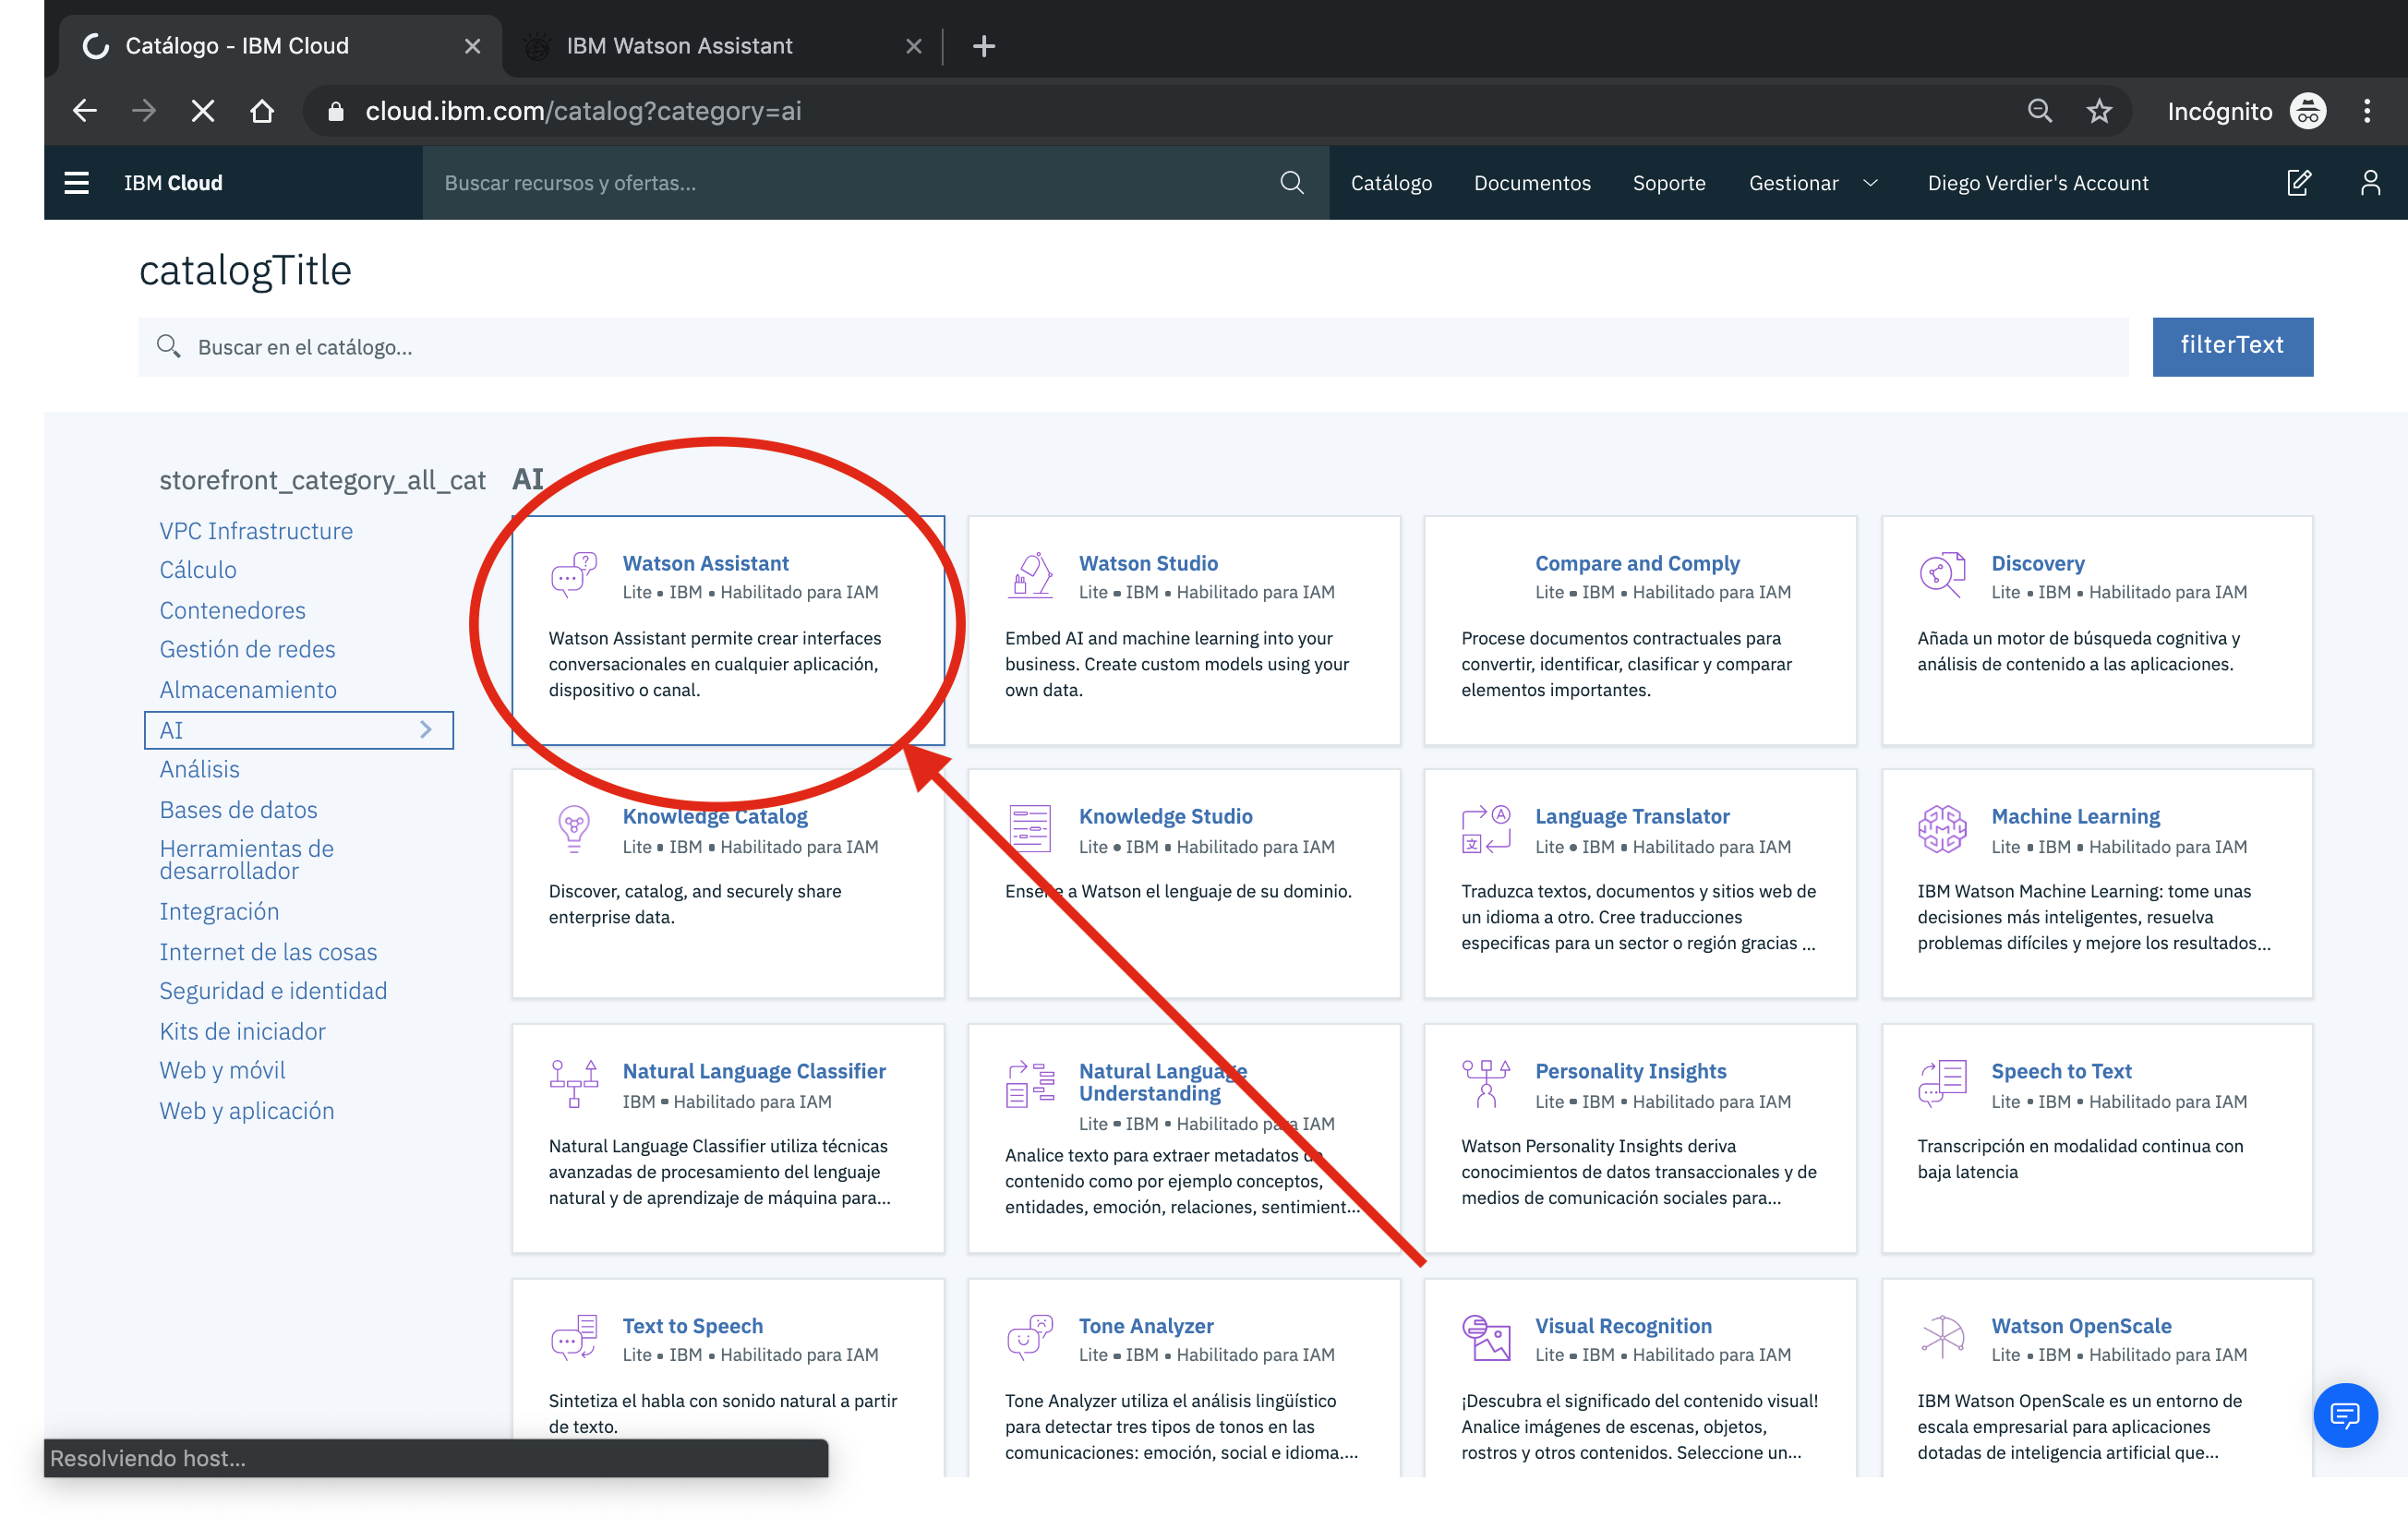 Catálogo - IBM Cloud
IBM Watson Assistant
cloud.ibm.com/catalog?category=ai
Incógnito
IBM Cloud
Buscar recursos y ofertas...
Catálogo
Documentos
Soporte
Gestionar
Diego Verdier's Account
catalogTitle
Buscar en el catálogo...
filterText
storefront_category_all_cat
VPC Infrastructure
Cálculo
Contenedores
Gestión de redes
Almacenamiento
AI
Análisis
Bases de datos
Herramientas de
desarrollador
Integración
Internet de las cosas
Seguridad e identidad
Kits de iniciador
Web y móvil
Web y aplicación
AI
Watson Assistant
Lite • IBM • Habilitado para IAM
Watson Assistant permite crear interfaces
conversacionales en cualquier aplicación,
dispositivo o canal.
Watson Studio
Lite • IBM • Habilitado para IAM
Embed AI and machine learning into your
business. Create custom models using your
own data.
Compare and Comply
Lite • IBM • Habilitado para IAM
Procese documentos contractuales para
convertir, identificar, clasificar y comparar
elementos importantes.
Discovery
Lite • IBM • Habilitado para IAM
Añada un motor de búsqueda cognitiva y
análisis de contenido a las aplicaciones.
Knowledge Catalog
Lite • IBM • Habilitado para IAM
Discover, catalog, and securely share
enterprise data.
Knowledge Studio
Lite • IBM • Habilitado para IAM
Enseñe a Watson el lenguaje de su dominio.
Language Translator
Lite • IBM • Habilitado para IAM
Traduzca textos, documentos y sitios web de
un idioma a otro. Cree traducciones
especificas para un sector o región gracias ...
Machine Learning
Lite • IBM • Habilitado para IAM
IBM Watson Machine Learning: tome unas
decisiones más inteligentes, resuelva
problemas difíciles y mejore los resultados...
Natural Language Classifier
IBM • Habilitado para IAM
Natural Language Classifier utiliza técnicas
avanzadas de procesamiento del lenguaje
natural y de aprendizaje de máquina para...
Natural Language
Understanding
Lite • IBM • Habilitado para IAM
Analice texto para extraer metadatos de
contenido como por ejemplo conceptos,
entidades, emoción, relaciones, sentimient...
Personality Insights
Lite • IBM • Habilitado para IAM
Watson Personality Insights deriva
conocimientos de datos transaccionales y de
medios de comunicación sociales para...
Speech to Text
Lite • IBM • Habilitado para IAM
Transcripción en modalidad continua con
baja latencia
Text to Speech
Lite • IBM • Habilitado para IAM
Sintetiza el habla con sonido natural a partir
de texto.
Tone Analyzer
Lite • IBM • Habilitado para IAM
Tone Analyzer utiliza el análisis lingüístico
para detectar tres tipos de tonos en las
comunicaciones: emoción, social e idioma....
Visual Recognition
Lite • IBM • Habilitado para IAM
¡Descubra el significado del contenido visual!
Analice imágenes de escenas, objetos,
rostros y otros contenidos. Seleccione un...
Watson OpenScale
Lite • IBM • Habilitado para IAM
IBM Watson OpenScale es un entorno de
escala empresarial para aplicaciones
dotadas de inteligencia artificial que...
Resolviendo host...